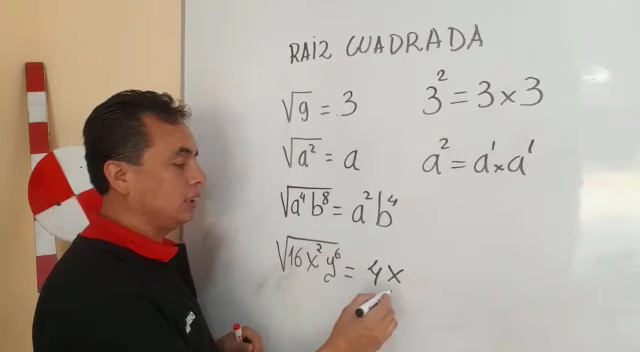 RAIZ CUADRADA
√9 = 3
3² = 3 × 3
√a² = a
a² = a¹ × a¹
√a⁴b⁸ = a²b⁴
√16x²y⁶ = 4x